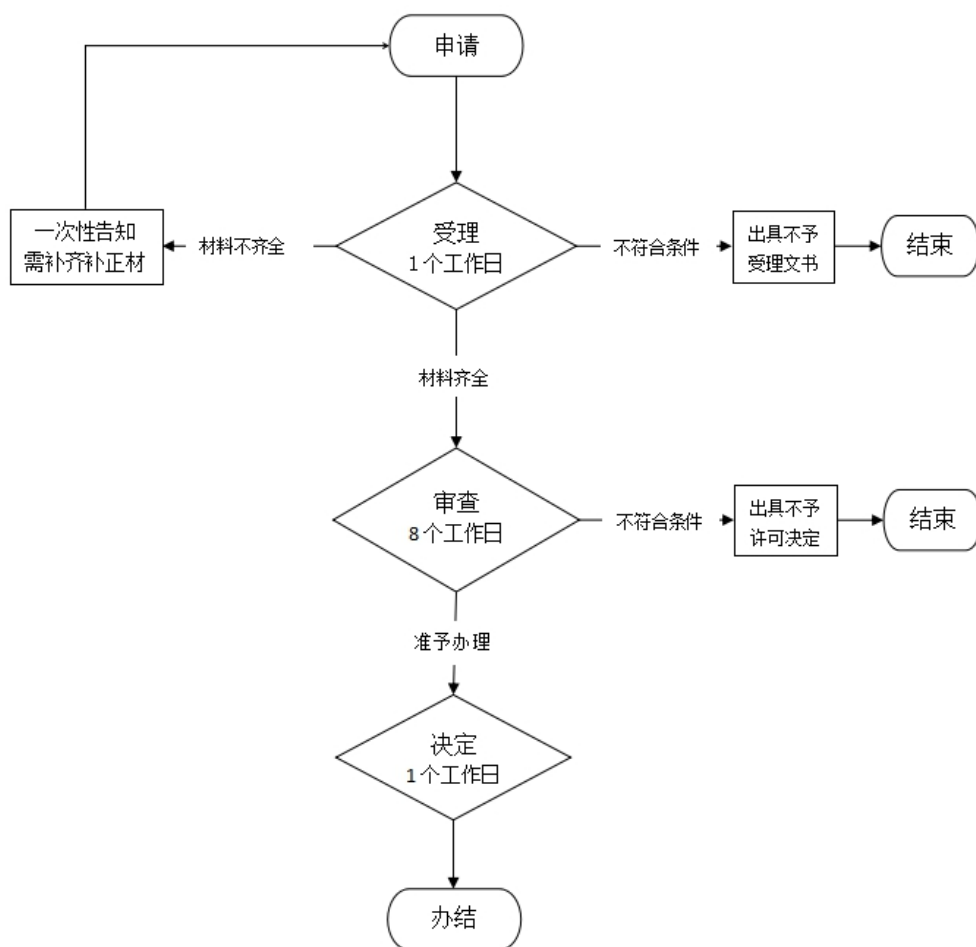 申请
一次性告知
需补齐补正材
材料不齐全
受理
1个工作日
不符合条件
出具不予
受理文书
结束
材料齐全
审查
8个工作日
不符合条件
出具不予
许可决定
结束
准予办理
决定
1个工作日
办结